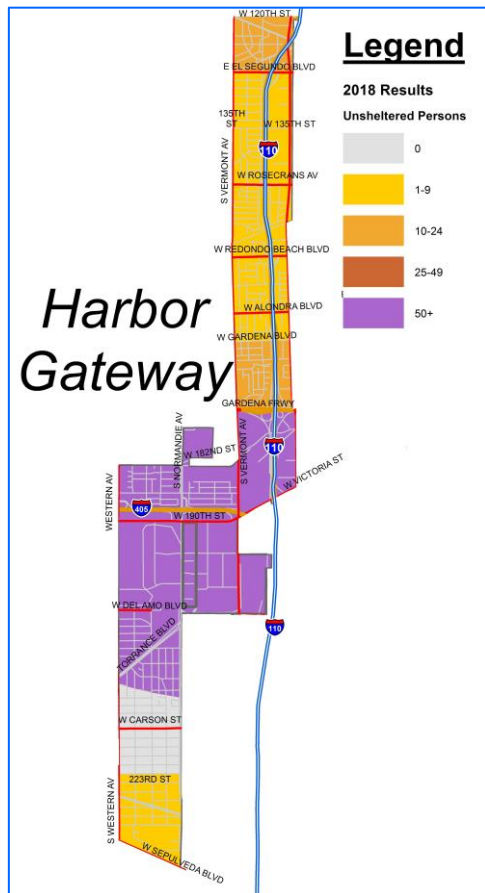 W 120TH ST
E EL SEGUNDO BLVD
135TH
ST
W 135TH ST
110
S VERMONT AV
W ROSECRANS AV
W REDONDO BEACH BLVD
W ALONDRA BLVD
W GARDENA BLVD
GARDENA FRWY
Harbor
Gateway
S NORMANDIE AV
W 182ND ST
S VERMONT AV
110
W VICTORIA ST
WESTERN AV
405
W 190TH ST
W DEL AMO BLVD
110
TORRANCE BLVD
W CARSON ST
223RD ST
S WESTERN AV
W SEPULVEDA BLVD
Legend
2018 Results
Unsheltered Persons
0
1-9
10-24
25-49
50+